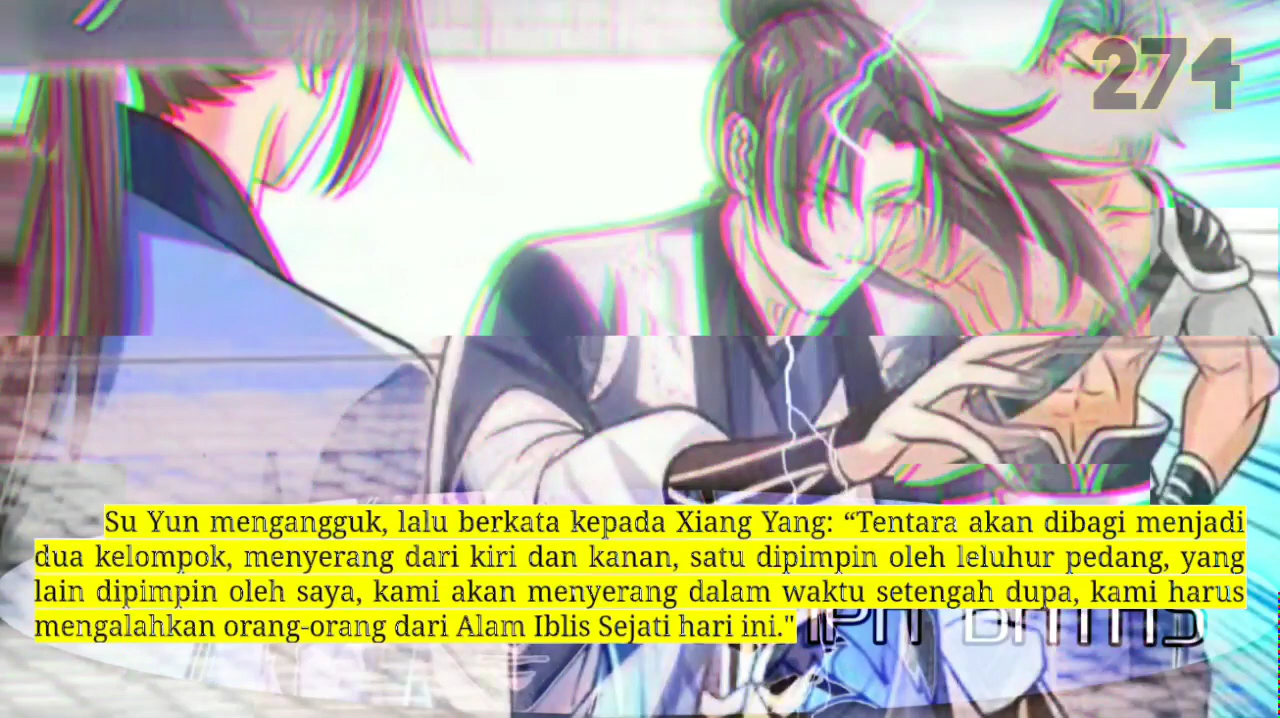 274
Su Yun mengangguk, lalu berkata kepada Xiang Yang: “Tentara akan dibagi menjadi
dua kelompok, menyerang dari kiri dan kanan, satu dipimpin oleh leluhur pedang, yang
lain dipimpin oleh saya, kami akan menyerang dalam waktu setengah dupa, kami harus
mengalahkan orang-orang dari Alam Iblis Sejati hari ini."